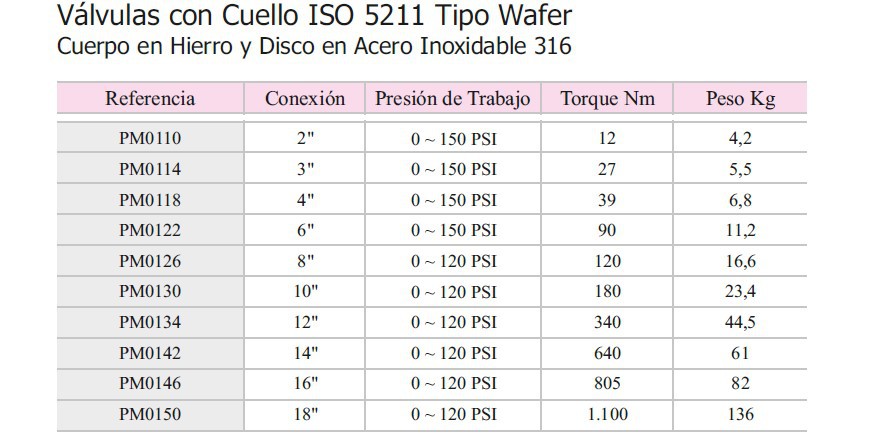 Válvulas con Cuello ISO 5211 Tipo Wafer
Cuerpo en Hierro y Disco en Acero Inoxidable 316
Referencia Conexión Presión de Trabajo Torque Nm Peso Kg
PM0110 2" 0 ~ 150 PSI 12 4,2
PM0114 3" 0 ~ 150 PSI 27 5,5
PM0118 4" 0 ~ 150 PSI 39 6,8
PM0122 6" 0 ~ 150 PSI 90 11,2
PM0126 8" 0 ~ 120 PSI 120 16,6
PM0130 10" 0 ~ 120 PSI 180 23,4
PM0134 12" 0 ~ 120 PSI 340 44,5
PM0142 14" 0 ~ 120 PSI 640 61
PM0146 16" 0 ~ 120 PSI 805 82
PM0150 18" 0 ~ 120 PSI 1.100 136